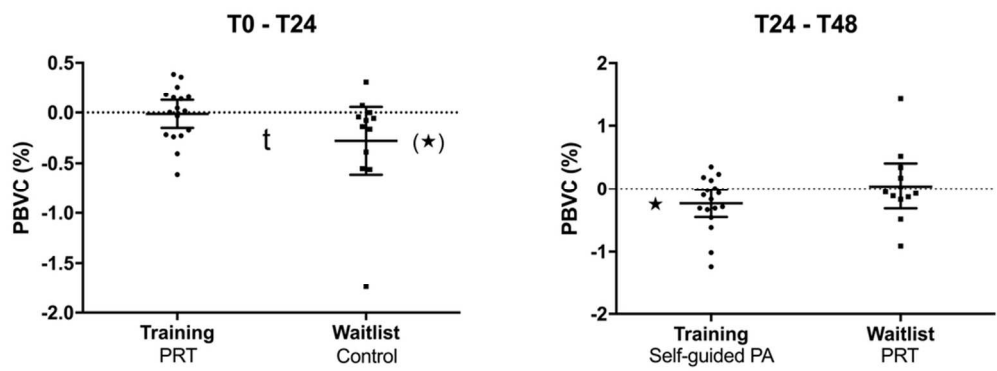 T0 - T24
0.5
0.0
-0.5
-1.0
-1.5
-2.0
PBVC (%)
t
(★)
Training
PRT
Waitlist
Control
T24 - T48
2
1
0
-1
-2
PBVC (%)
★
Training
Self-guided PA
Waitlist
PRT